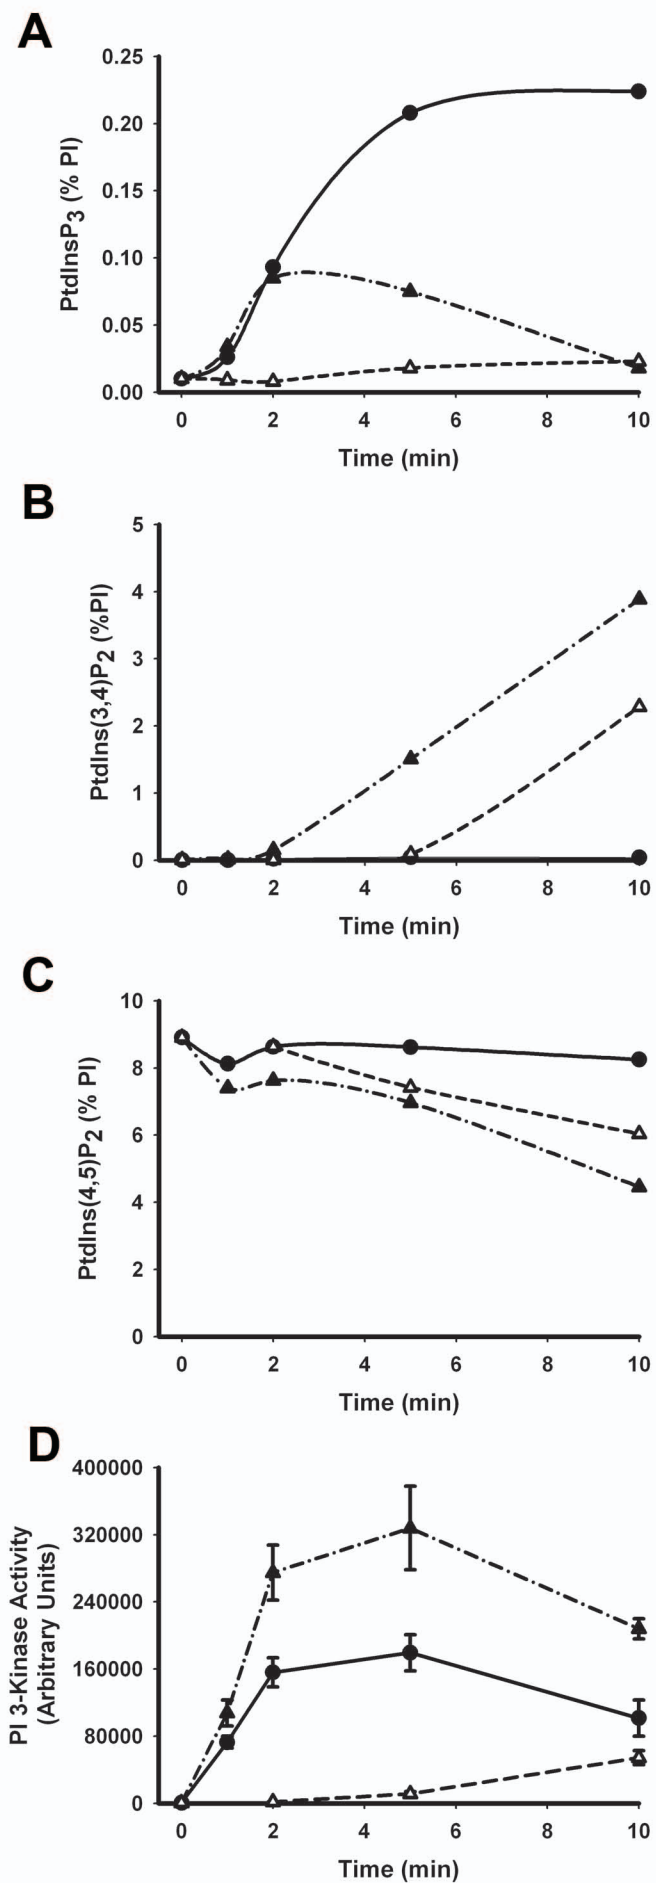 A
0.25
0.20
0.15
0.10
0.05
0.00
PtdInsP3 (% PI)
0 2 4 6 8 10
Time (min)
B
5
4
3
2
1
0
PtdIns(3,4)P2 (%PI)
0 2 4 6 8 10
Time (min)
C
10
8
6
4
2
0
PtdIns(4,5)P2 (% PI)
0 2 4 6 8 10
Time (min)
D
400000
320000
240000
160000
80000
0
PI 3-Kinase Activity
(Arbitrary Units)
0 2 4 6 8 10
Time (min)